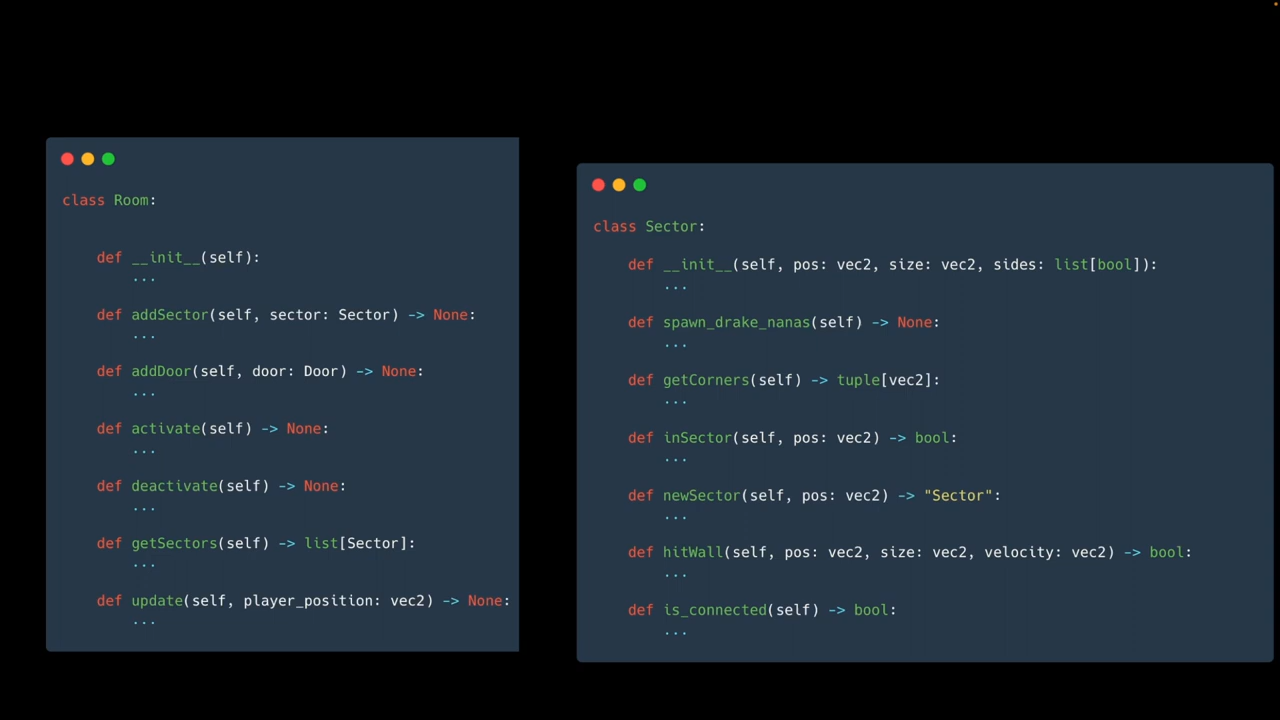 class Room:
def __init__(self):
...
def addSector(self, sector: Sector) -> None:
...
def addDoor(self, door: Door) -> None:
...
def activate(self) -> None:
...
def deactivate(self) -> None:
...
def getSectors(self) -> list[Sector]:
...
def update(self, player_position: vec2) -> None:
...
class Sector:
def __init__(self, pos: vec2, size: vec2, sides: list[bool]):
...
def spawn_drake_nanas(self) -> None:
...
def getCorners(self) -> tuple[vec2]:
...
def inSector(self, pos: vec2) -> bool:
...
def newSector(self, pos: vec2) -> "Sector":
...
def hitWall(self, pos: vec2, size: vec2, velocity: vec2) -> bool:
...
def is_connected(self) -> bool:
...